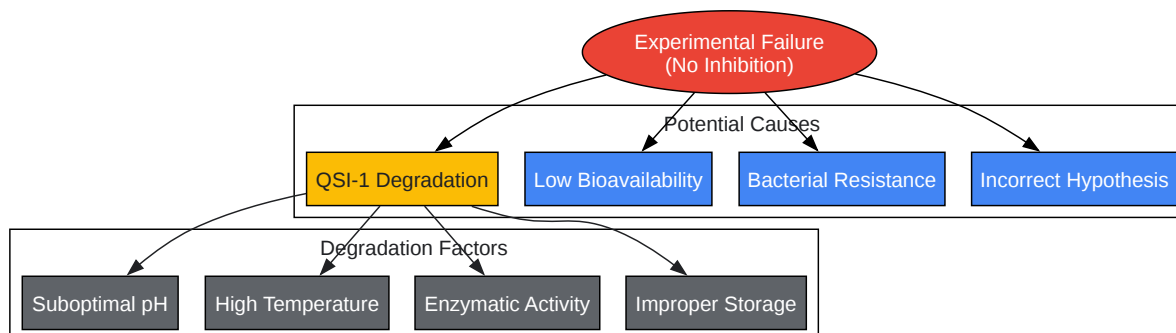 Experimental Failure
(No Inhibition)
Potential Causes
QSI-1 Degradation
Low Bioavailability
Bacterial Resistance
Incorrect Hypothesis
Degradation Factors
Suboptimal pH
High Temperature
Enzymatic Activity
Improper Storage